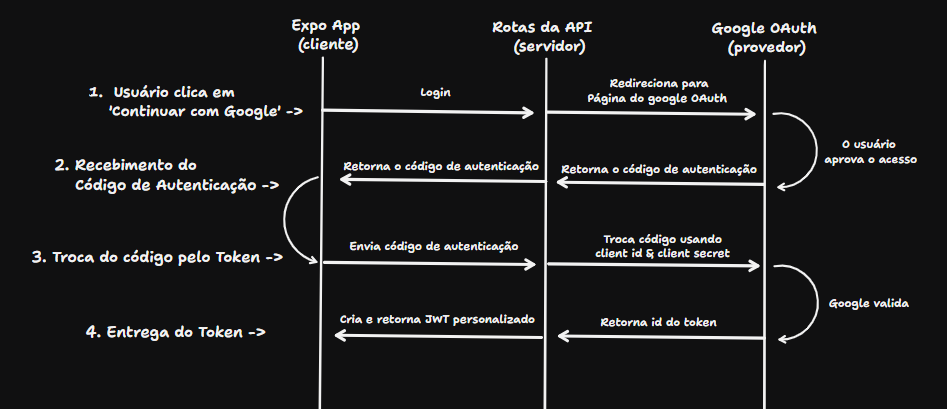 Expo App
(cliente)
Rotas da API
(servidor)
Google OAuth
(provedor)
1. Usuário clica em
'Continuar com Google' ->
Login
Redireciona para
Página do google OAuth
O usuário
aprova o acesso
2. Recebimento do
Código de Autenticação ->
Retorna o código de autenticação
Retorna o código de autenticação
3. Troca do código pelo Token ->
Envia código de autenticação
Troca código usando
client id & client secret
Google valida
4. Entrega do Token ->
Cria e retorna JWT personalizado
Retorna id do token